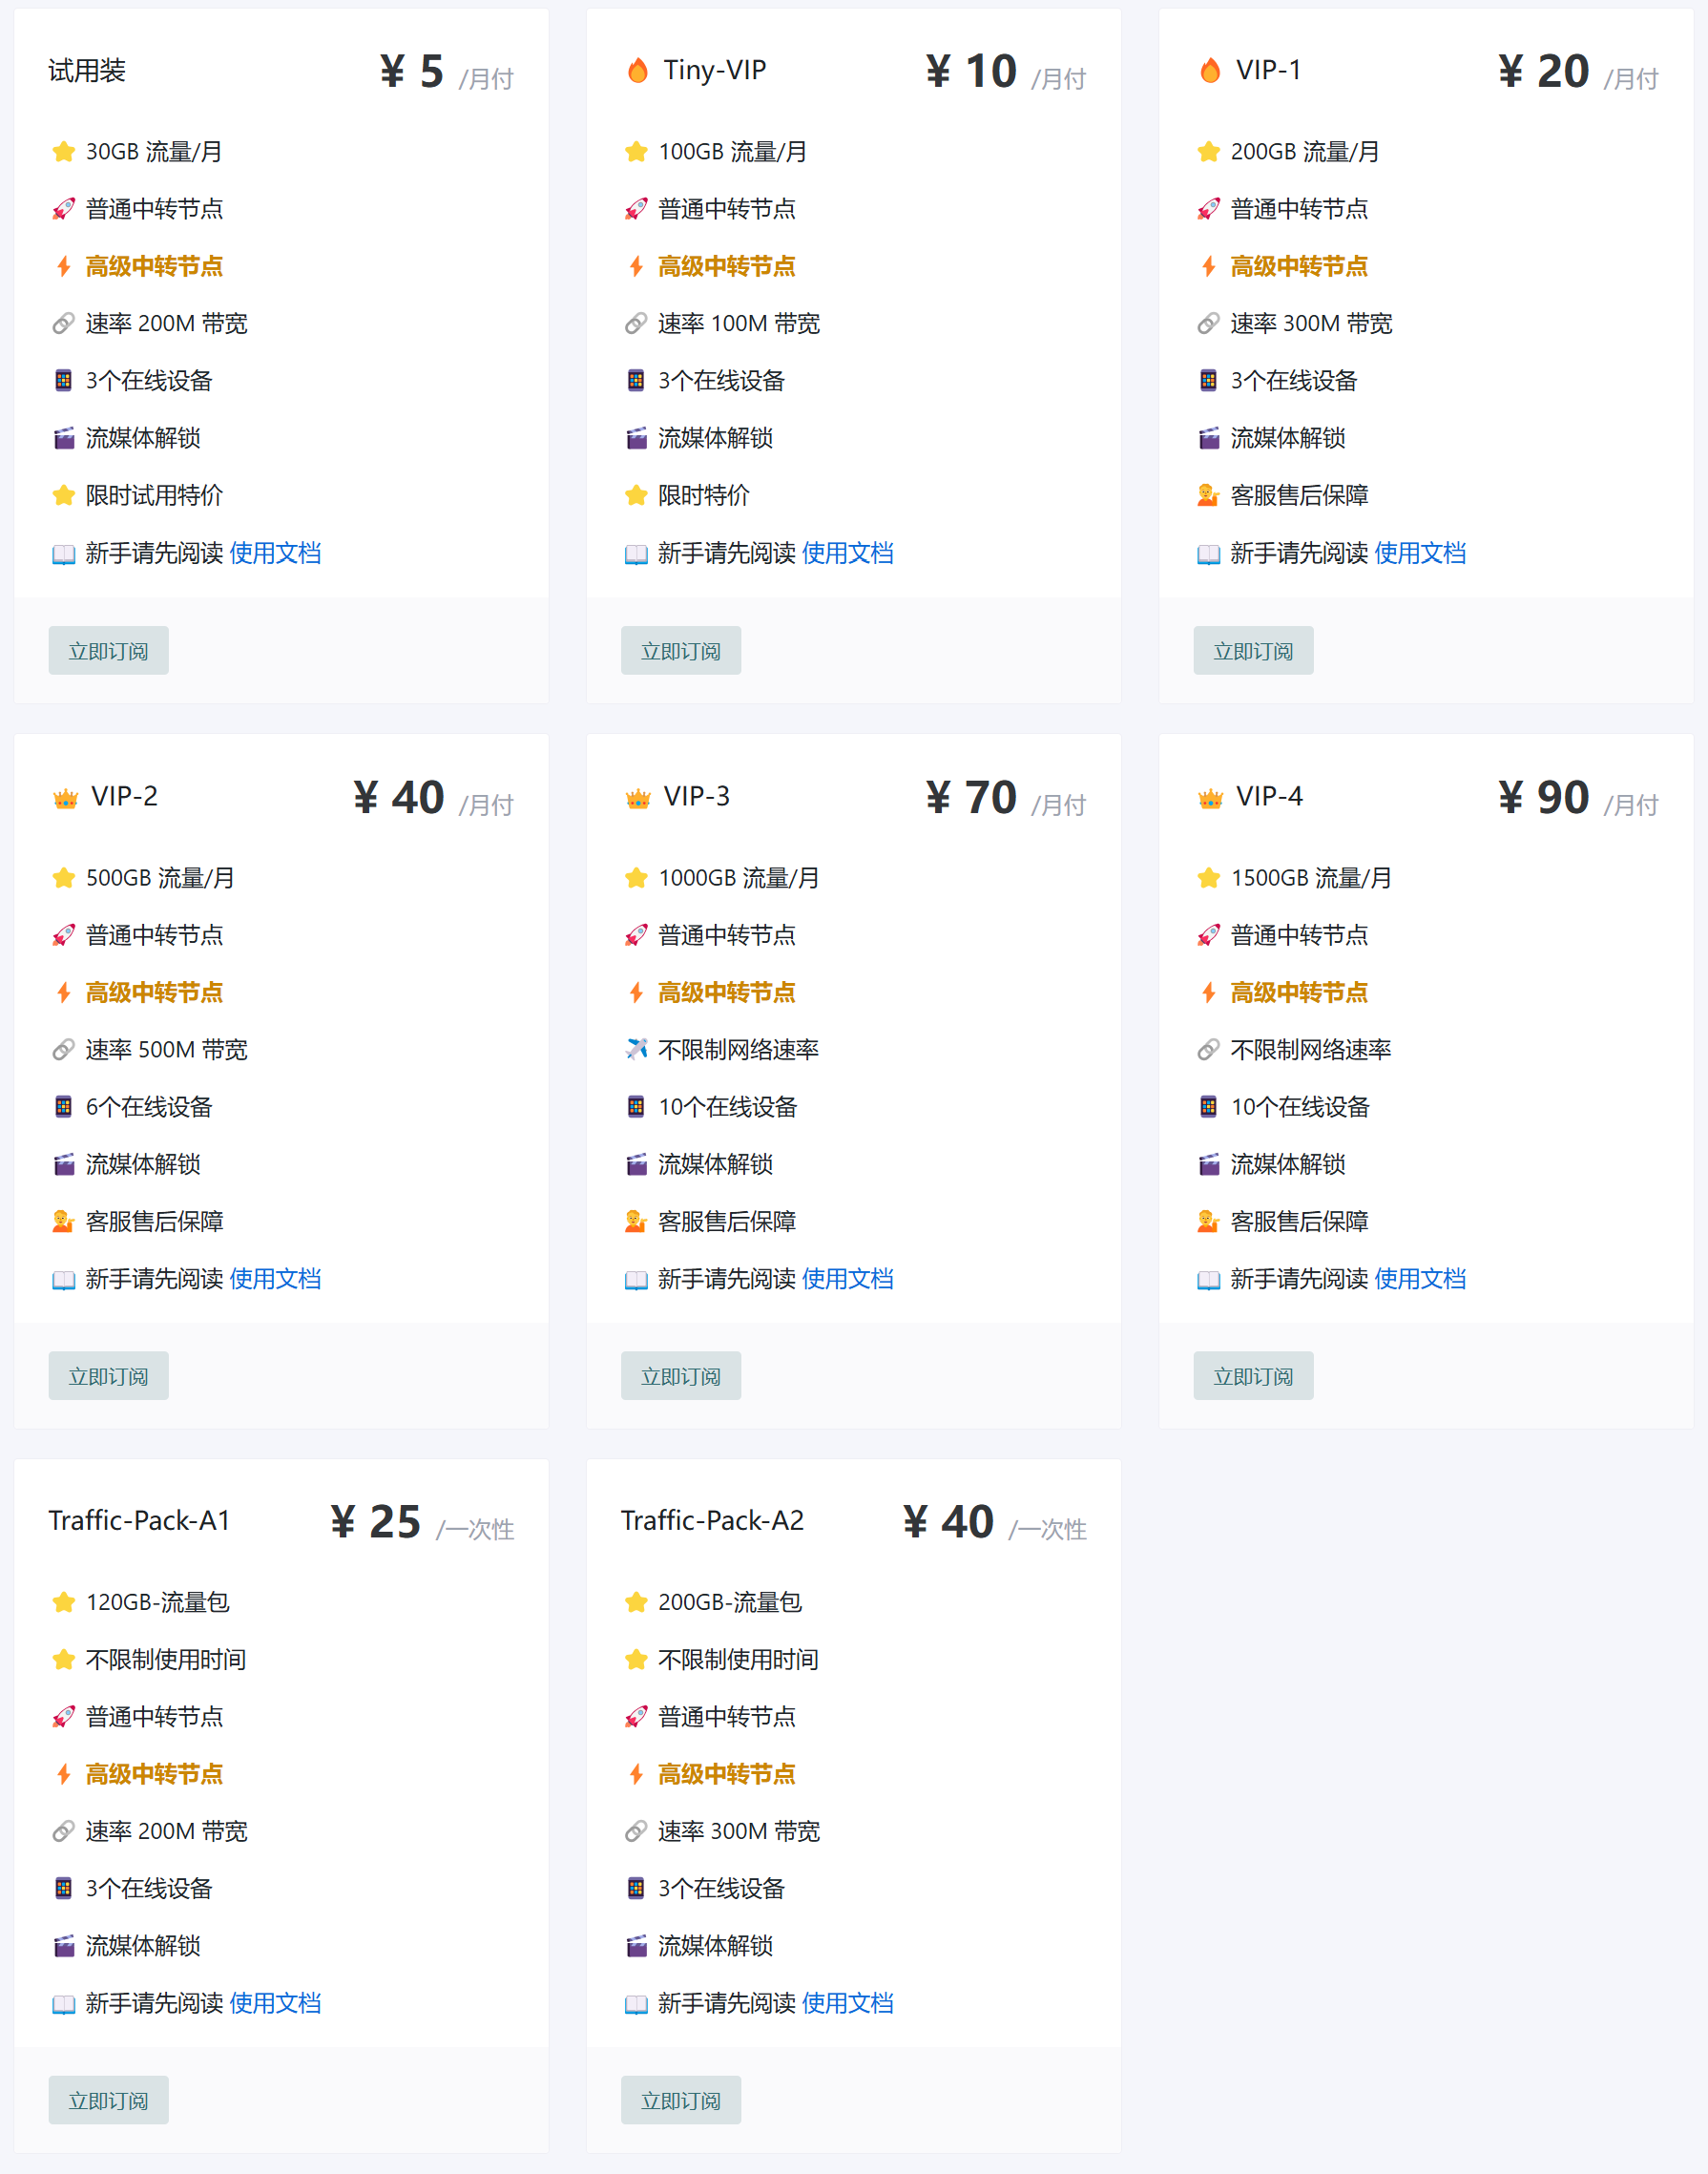 试用装
¥ 5 /月付
30GB 流量/月
普通中转节点
高级中转节点
速率 200M 带宽
3个在线设备
流媒体解锁
限时试用特价
新手请先阅读 使用文档
立即订阅
Tiny-VIP
¥ 10 /月付
100GB 流量/月
普通中转节点
高级中转节点
速率 100M 带宽
3个在线设备
流媒体解锁
限时特价
新手请先阅读 使用文档
立即订阅
VIP-1
¥ 20 /月付
200GB 流量/月
普通中转节点
高级中转节点
速率 300M 带宽
3个在线设备
流媒体解锁
客服售后保障
新手请先阅读 使用文档
立即订阅
VIP-2
¥ 40 /月付
500GB 流量/月
普通中转节点
高级中转节点
速率 500M 带宽
6个在线设备
流媒体解锁
客服售后保障
新手请先阅读 使用文档
立即订阅
VIP-3
¥ 70 /月付
1000GB 流量/月
普通中转节点
高级中转节点
不限制网络速率
10个在线设备
流媒体解锁
客服售后保障
新手请先阅读 使用文档
立即订阅
VIP-4
¥ 90 /月付
1500GB 流量/月
普通中转节点
高级中转节点
不限制网络速率
10个在线设备
流媒体解锁
客服售后保障
新手请先阅读 使用文档
立即订阅
Traffic-Pack-A1
¥ 25 /一次性
120GB-流量包
不限制使用时间
普通中转节点
高级中转节点
速率 200M 带宽
3个在线设备
流媒体解锁
新手请先阅读 使用文档
立即订阅
Traffic-Pack-A2
¥ 40 /一次性
200GB-流量包
不限制使用时间
普通中转节点
高级中转节点
速率 300M 带宽
3个在线设备
流媒体解锁
新手请先阅读 使用文档
立即订阅